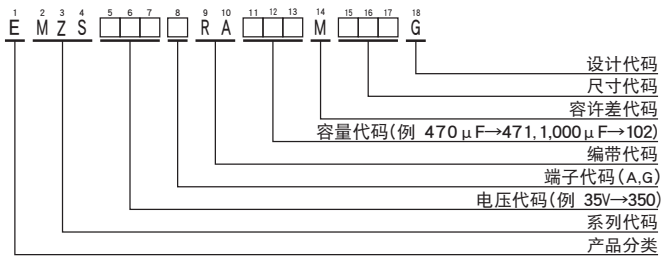 1 2 3 4 5 6 7 8 9 10 11 12 13 14 15 16 17 18
E M Z S □□□ □ R A □□□ M □□□ G
设计代码
尺寸代码
容许差代码
容量代码(例 470μF→471,1,000μF→102)
编带代码
端子代码(A,G)
电压代码(例 35V→350)
系列代码
产品分类